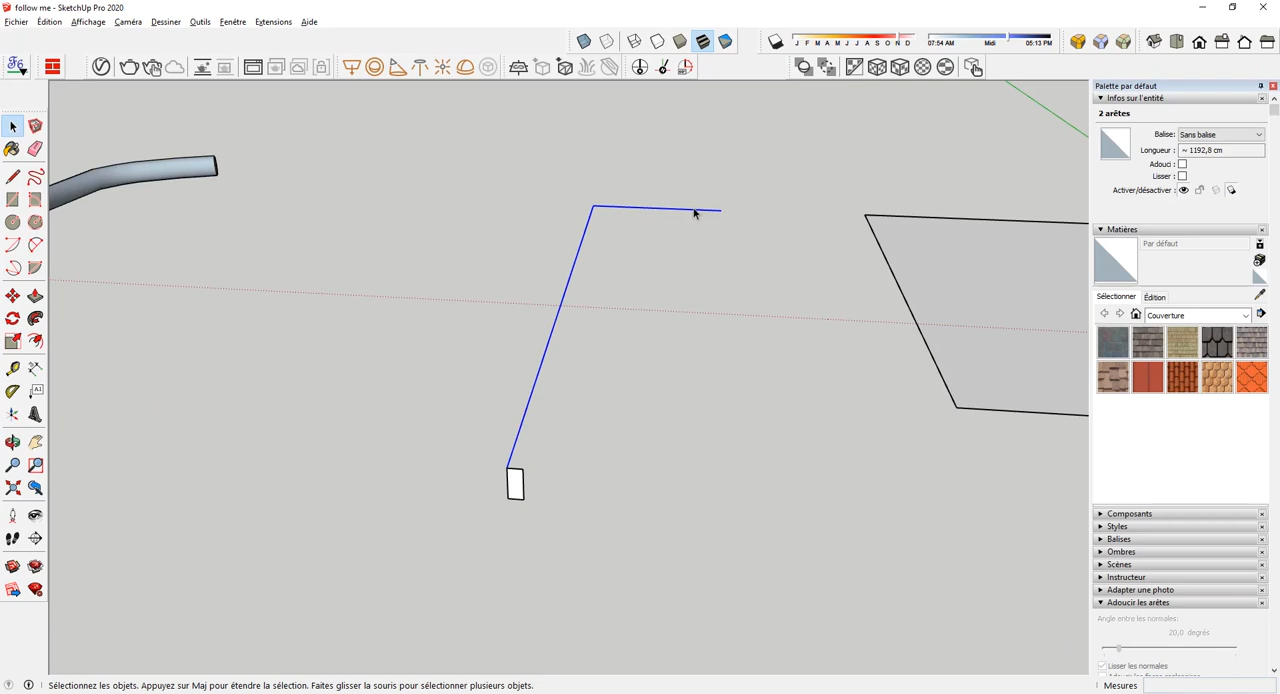 follow me - SketchUp Pro 2020
Fichier Édition Affichage Caméra Dessiner Outils Fenêtre Extensions Aide
J F M A M J J A S O N D
07:54 AM Midi 05:13 PM
Palette par défaut
Infos sur l'entité
2 arêtes
Balise: Sans balise
Longueur: ~ 1192,8 cm
Adouci:
Lisser:
Activer/désactiver:
Matières
Par défaut
Sélectionner Édition
Couverture
Composants
Styles
Balises
Ombres
Scènes
Instructeur
Adapter une photo
Adoucir les arêtes
Angle entre les normales:
20,0 degrés
Lisser les normales
Sélectionnez les objets. Appuyez sur Maj pour étendre la sélection. Faites glisser la souris pour sélectionner plusieurs objets.
Mesures